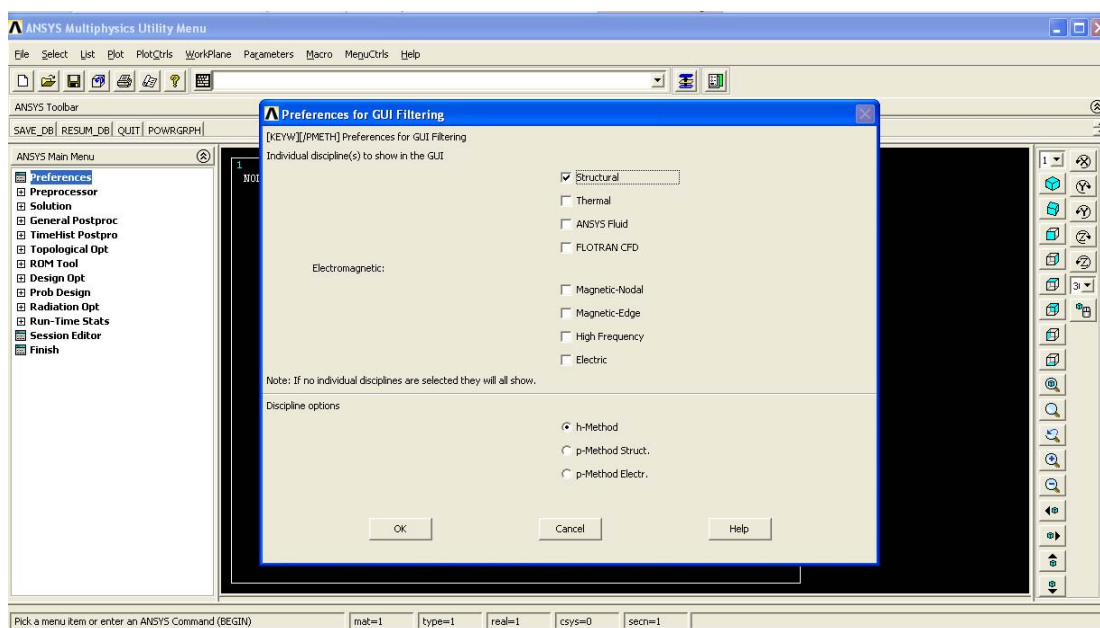 ANSYS Multiphysics Utility Menu
File Select List Plot PlotCtrls WorkPlane Parameters Macro MenuCtrls Help
ANSYS Toolbar
SAVE_DB RESUM_DB QUIT POWRGRPH
ANSYS Main Menu
Preferences
Preprocessor
Solution
General Postproc
TimeHist Postpro
Topological Opt
ROM Tool
Design Opt
Prob Design
Radiation Opt
Run-Time Stats
Session Editor
Finish
1
Preferences for GUI Filtering
[KEYW][/PMETH] Preferences for GUI Filtering
Individual discipline(s) to show in the GUI
Structural
Thermal
ANSYS Fluid
FLOTRAN CFD
Electromagnetic:
Magnetic-Nodal
Magnetic-Edge
High Frequency
Electric
Note: If no individual disciplines are selected they will all show.
Discipline options
h-Method
p-Method Struct.
p-Method Electr.
OK Cancel Help
1
Pick a menu item or enter an ANSYS Command (BEGIN) mat=1 type=1 real=1 csys=0 secn=1